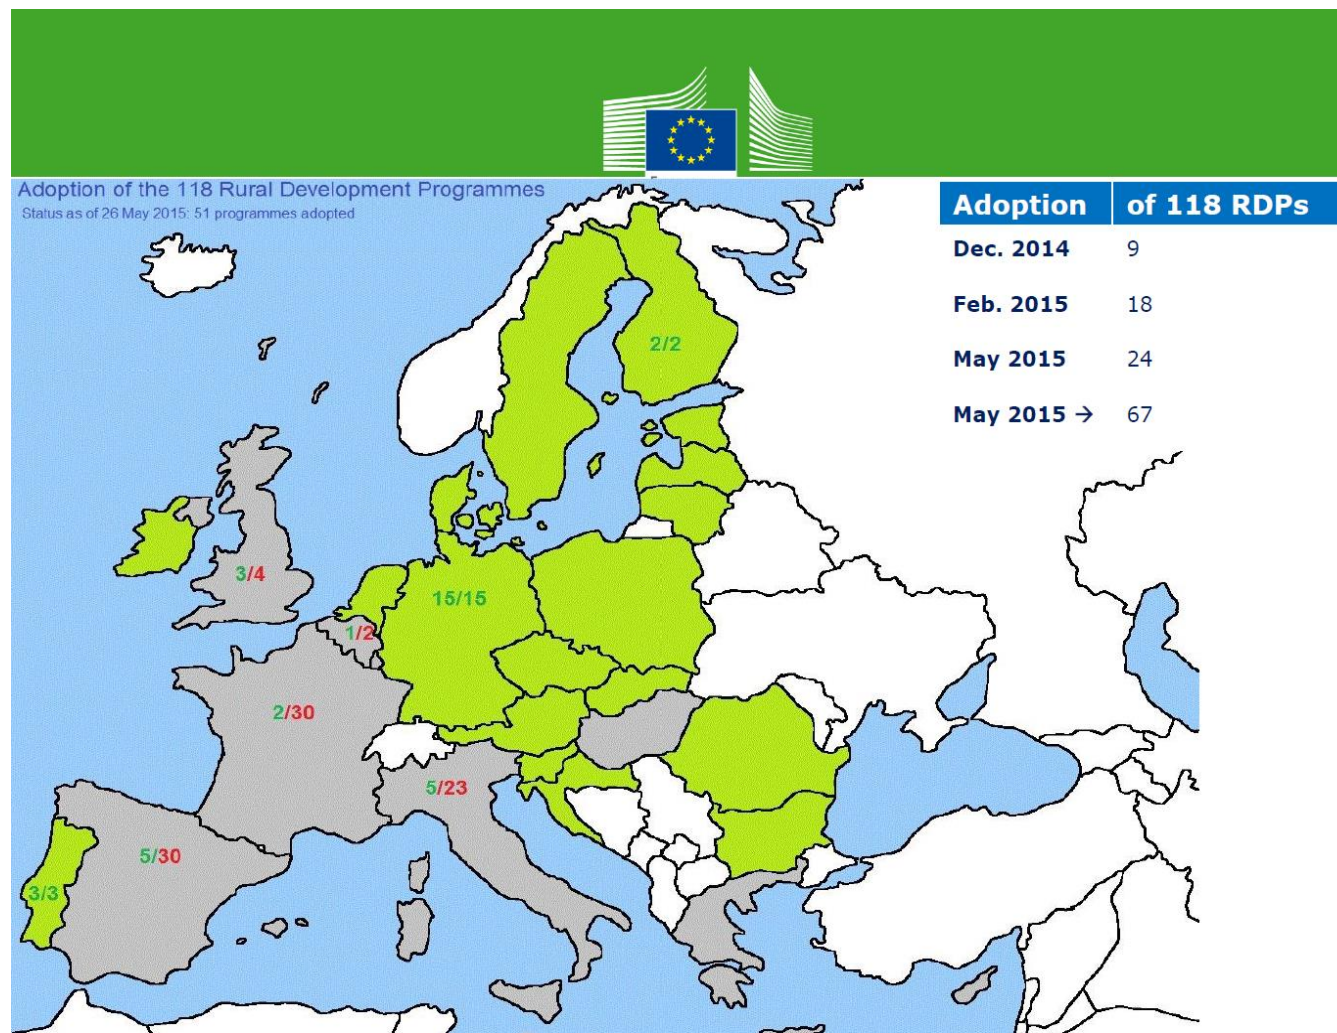 Adoption of the 118 Rural Development Programmes
Status as of 26 May 2015: 51 programmes adopted
Adoption of 118 RDPs
Dec. 2014 9
Feb. 2015 18
May 2015 24
May 2015 → 67
2/2
3/4
15/15
1/2
2/30
5/23
5/30
3/3